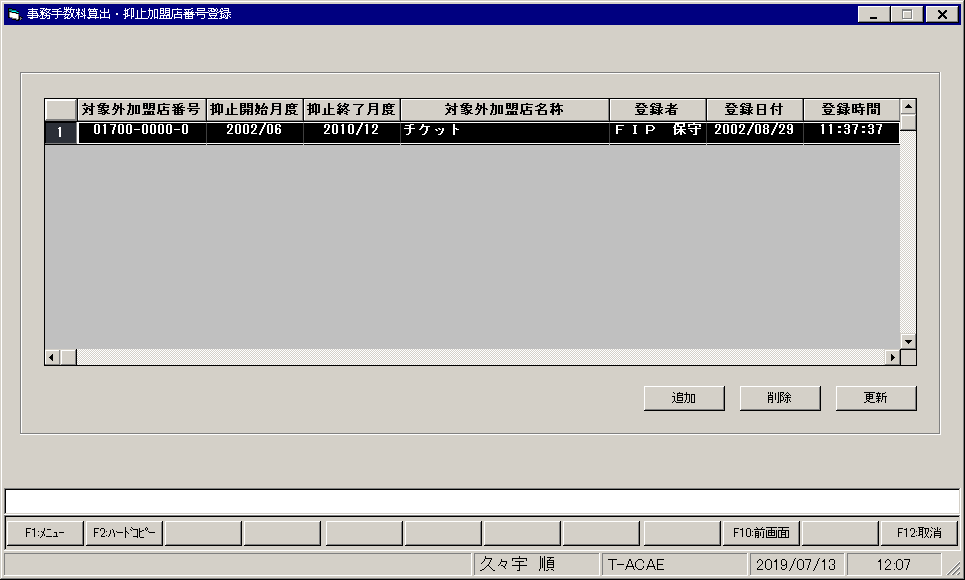 事務手数料算出・抑止加盟店番号登録
対象外加盟店番号 抑止開始月度 抑止終了月度 対象外加盟店名称 登録者 登録日付 登録時間
1 01700-0000-0 2002/06 2010/12 チケット ＦＩＰ　保守 2002/08/29 11:37:37
追加 削除 更新
F1:ﾒﾆｭｰ F2:ﾊｰﾄﾞｺﾋﾟｰ F10:前画面 F12:取消
久々宇 順 T-ACAE 2019/07/13 12:07